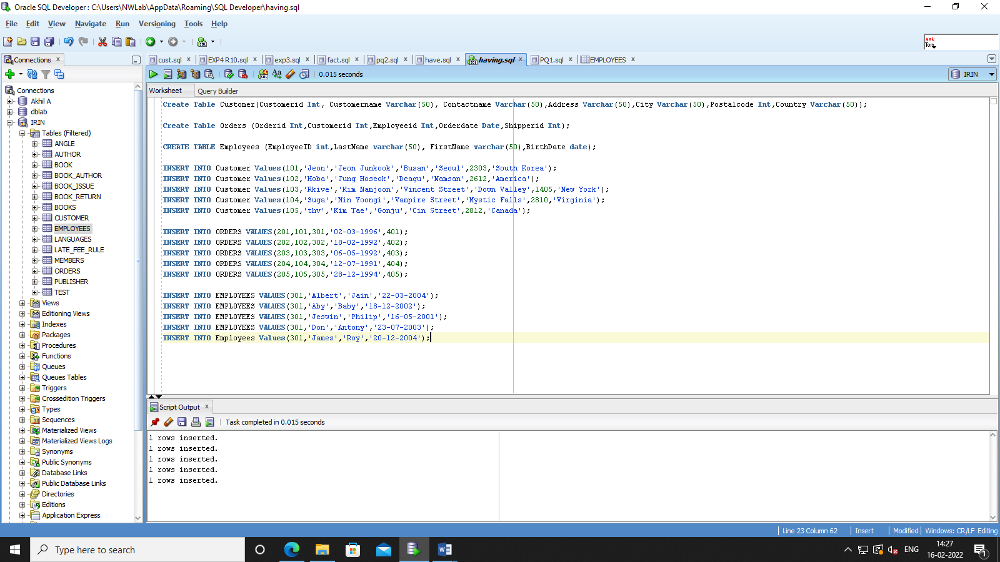 Oracle SQL Developer : C:\Users\NWLab\AppData\Roaming\SQL Developer\having.sql
File Edit View Navigate Run Versioning Tools Help
ask
Tom
Connections x
cust.sql x EXP4 R10.sql x exp3.sql x fact.sql x pq2.sql x have.sql x having.sql x PQ1.sql x EMPLOYEES x
0.015 seconds
IRIN
Worksheet Query Builder
Connections
Akhil A
dblab
IRIN
Tables (Filtered)
ANGLE
AUTHOR
BOOK
BOOK_AUTHOR
BOOK_ISSUE
BOOK_RETURN
BOOKS
CUSTOMER
EMPLOYEES
LANGUAGES
LATE_FEE_RULE
MEMBERS
ORDERS
PUBLISHER
TEST
Views
Editioning Views
Indexes
Packages
Procedures
Functions
Queues
Queues Tables
Triggers
Crossedition Triggers
Types
Sequences
Materialized Views
Materialized Views Logs
Synonyms
Public Synonyms
Database Links
Public Database Links
Directories
Editions
Application Express
Create Table Customer(Customerid Int, Customername Varchar(50), Contactname Varchar(50),Address Varchar(50),City Varchar(50),Postalcode Int,Country Varchar(50));
Create Table Orders (Orderid Int,Customerid Int,Employeeid Int,Orderdate Date,Shipperid Int);
CREATE TABLE Employees (EmployeeID int,LastName varchar(50), FirstName varchar(50),BirthDate date);
INSERT INTO Customer Values(101,'Jeon','Jeon Junkook','Busan','Seoul',2303,'South Korea');
INSERT INTO Customer Values(102,'Hoba','Jung Hoseok','Deagu','Namsan',2612,'America');
INSERT INTO Customer Values(103,'Rkive','Kim Namjoon','Vincent Street','Down Valley',1405,'New York');
INSERT INTO Customer Values(104,'Suga','Min Yoongi','Vampire Street','Mystic Falls',2810,'Virginia');
INSERT INTO Customer Values(105,'thv','Kim Tae','Gonju','Cin Street',2812,'Canada');
INSERT INTO ORDERS VALUES(201,101,301,'02-03-1996',401);
INSERT INTO ORDERS VALUES(202,102,302,'18-02-1992',402);
INSERT INTO ORDERS VALUES(203,103,303,'06-05-1992',403);
INSERT INTO ORDERS VALUES(204,104,304,'12-07-1991',404);
INSERT INTO ORDERS VALUES(205,105,305,'28-12-1994',405);
INSERT INTO EMPLOYEES VALUES(301,'Albert','Jain','22-03-2004');
INSERT INTO EMPLOYEES VALUES(301,'Aby','Baby','18-12-2002');
INSERT INTO EMPLOYEES VALUES(301,'Jeswin','Philip','16-05-2001');
INSERT INTO EMPLOYEES VALUES(301,'Don','Antony','23-07-2003');
INSERT INTO Employees Values(301,'James','Roy','20-12-2004');
Script Output x
Task completed in 0.015 seconds
1 rows inserted.
1 rows inserted.
1 rows inserted.
1 rows inserted.
1 rows inserted.
Line 23 Column 62 Insert Modified Windows: CR/LF Editing
Type here to search
ENG
14:27
16-02-2022
1